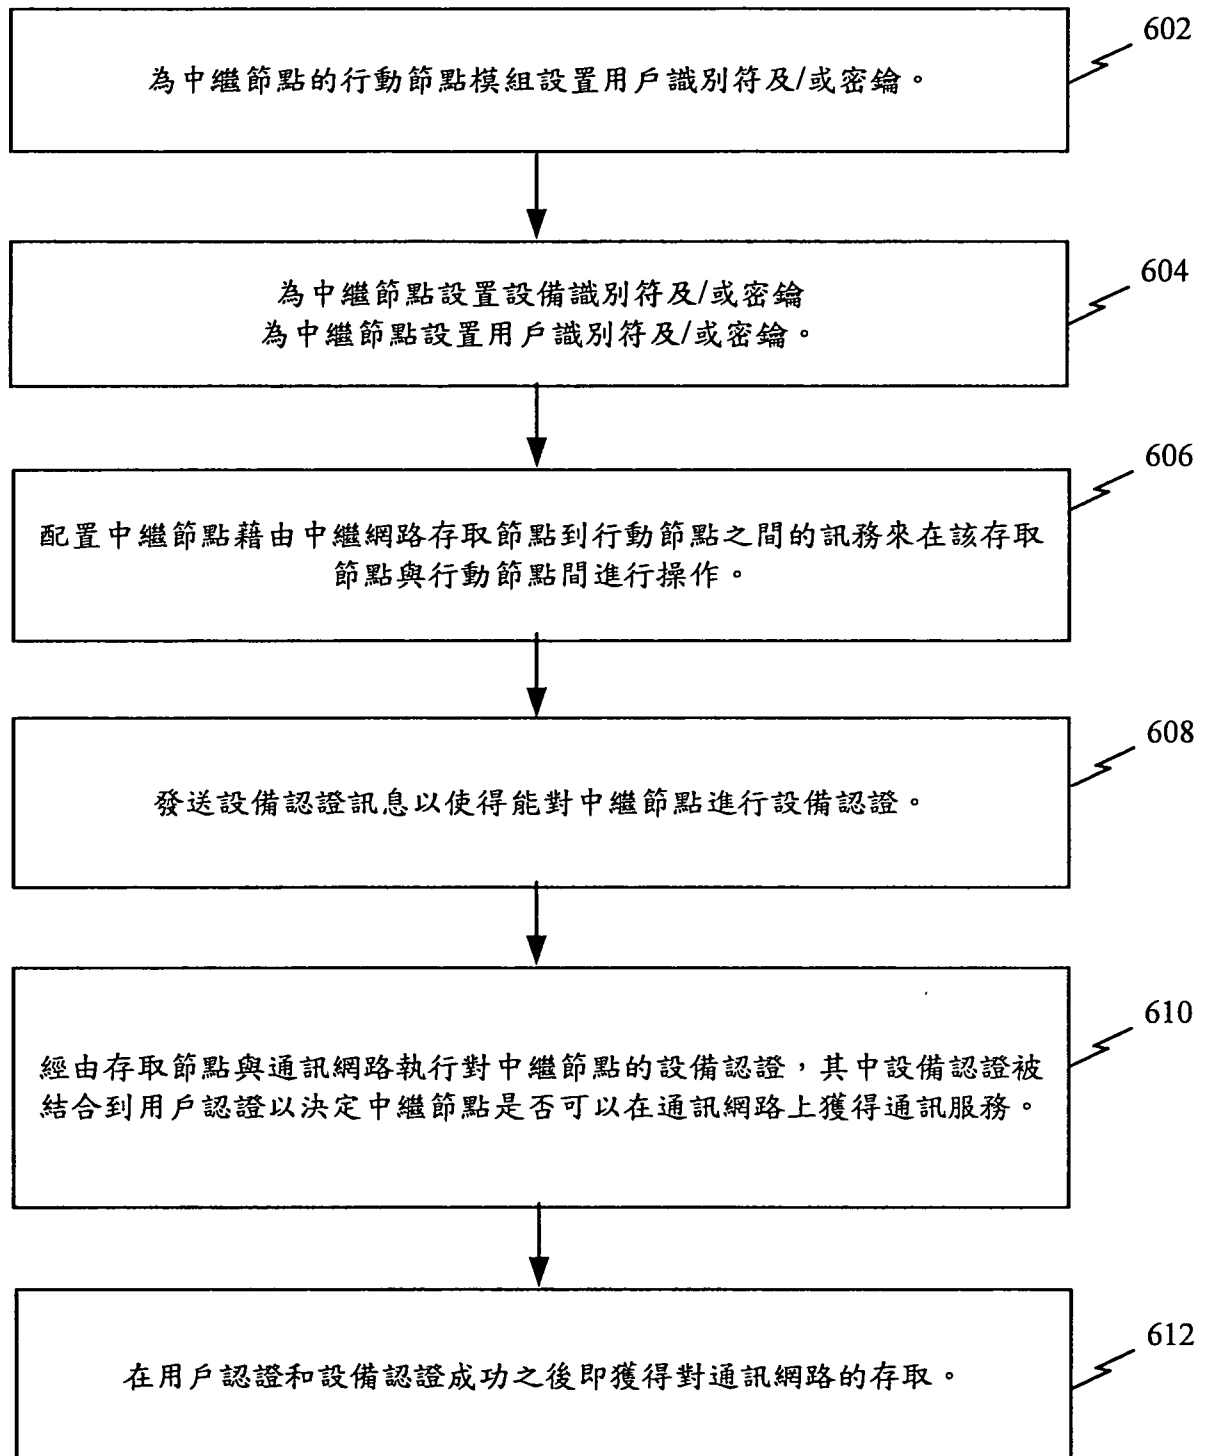 602
為中繼節點的行動節點模組設置用戶識別符及/或密鑰。
604
為中繼節點設置設備識別符及/或密鑰
為中繼節點設置用戶識別符及/或密鑰。
606
配置中繼節點藉由中繼網路存取節點到行動節點之間的訊務來在該存取
節點與行動節點間進行操作。
608
發送設備認證訊息以使得能對中繼節點進行設備認證。
610
經由存取節點與通訊網路執行對中繼節點的設備認證，其中設備認證被
結合到用戶認證以決定中繼節點是否可以在通訊網路上獲得通訊服務。
612
在用戶認證和設備認證成功之後即獲得對通訊網路的存取。